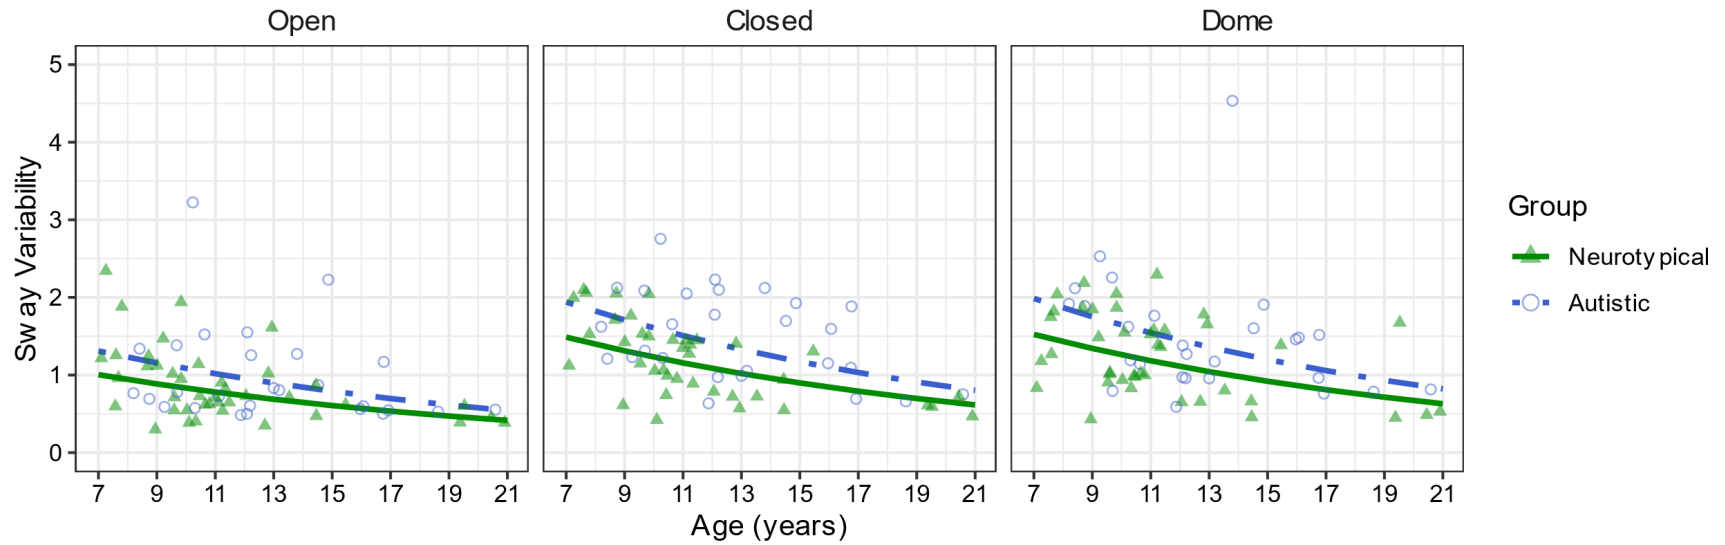 Open Closed Dome
Sway Variability
5
4
3
2
1
0
7 9 11 13 15 17 19 21 7 9 11 13 15 17 19 21 7 9 11 13 15 17 19 21
Age (years)
Group
Neurotypical
Autistic